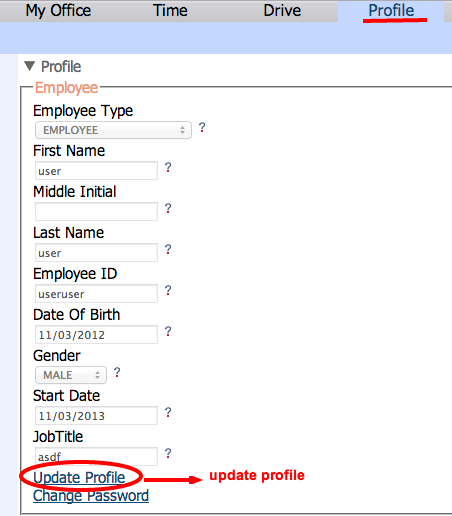 My Office Time Drive Profile
▼ Profile
Employee
Employee Type
EMPLOYEE ?
First Name
user ?
Middle Initial
?
Last Name
user ?
Employee ID
useruser ?
Date Of Birth
11/03/2012 ?
Gender
MALE ?
Start Date
11/03/2013 ?
JobTitle
asdf ?
Update Profile update profile
Change Password